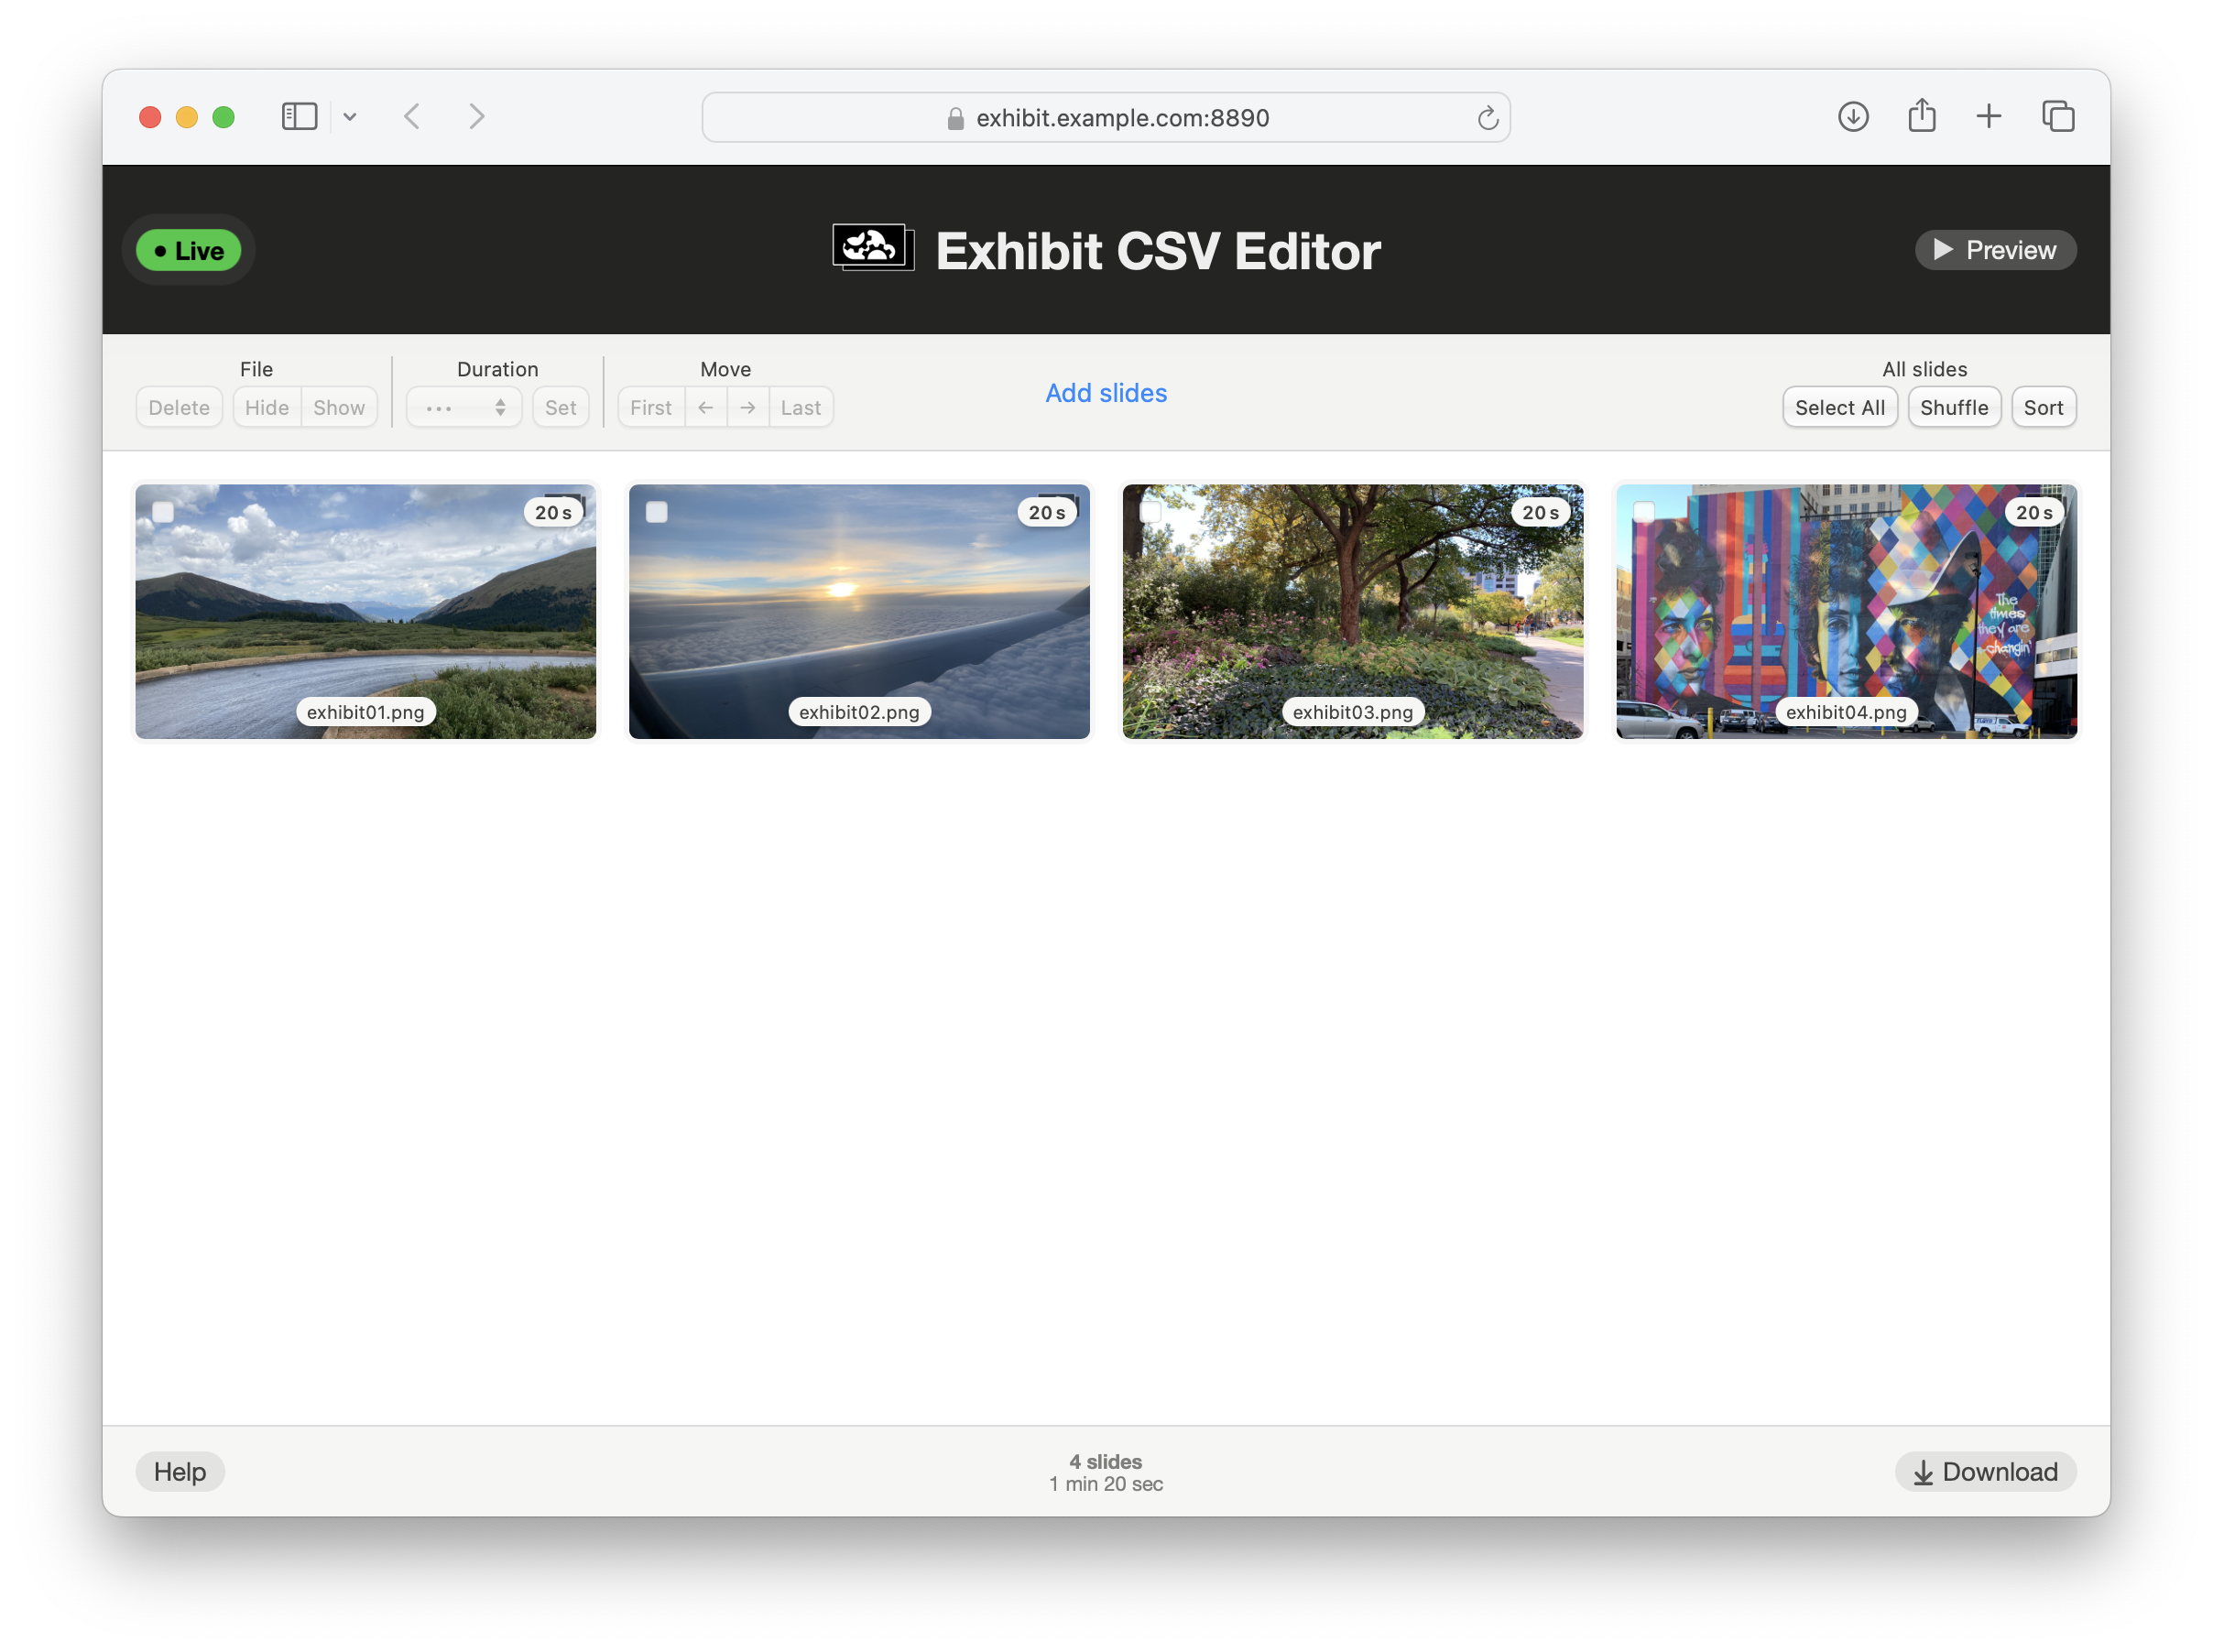 exhibit.example.com:8890
Live
Exhibit CSV Editor
Preview
File
Duration
Move
All slides
Delete
Hide
Show
...
Set
First
←
→
Last
Add slides
Select All
Shuffle
Sort
20 s
20 s
20 s
20 s
The
times
they are
a-changin'
exhibit01.png
exhibit02.png
exhibit03.png
exhibit04.png
Help
4 slides
1 min 20 sec
Download